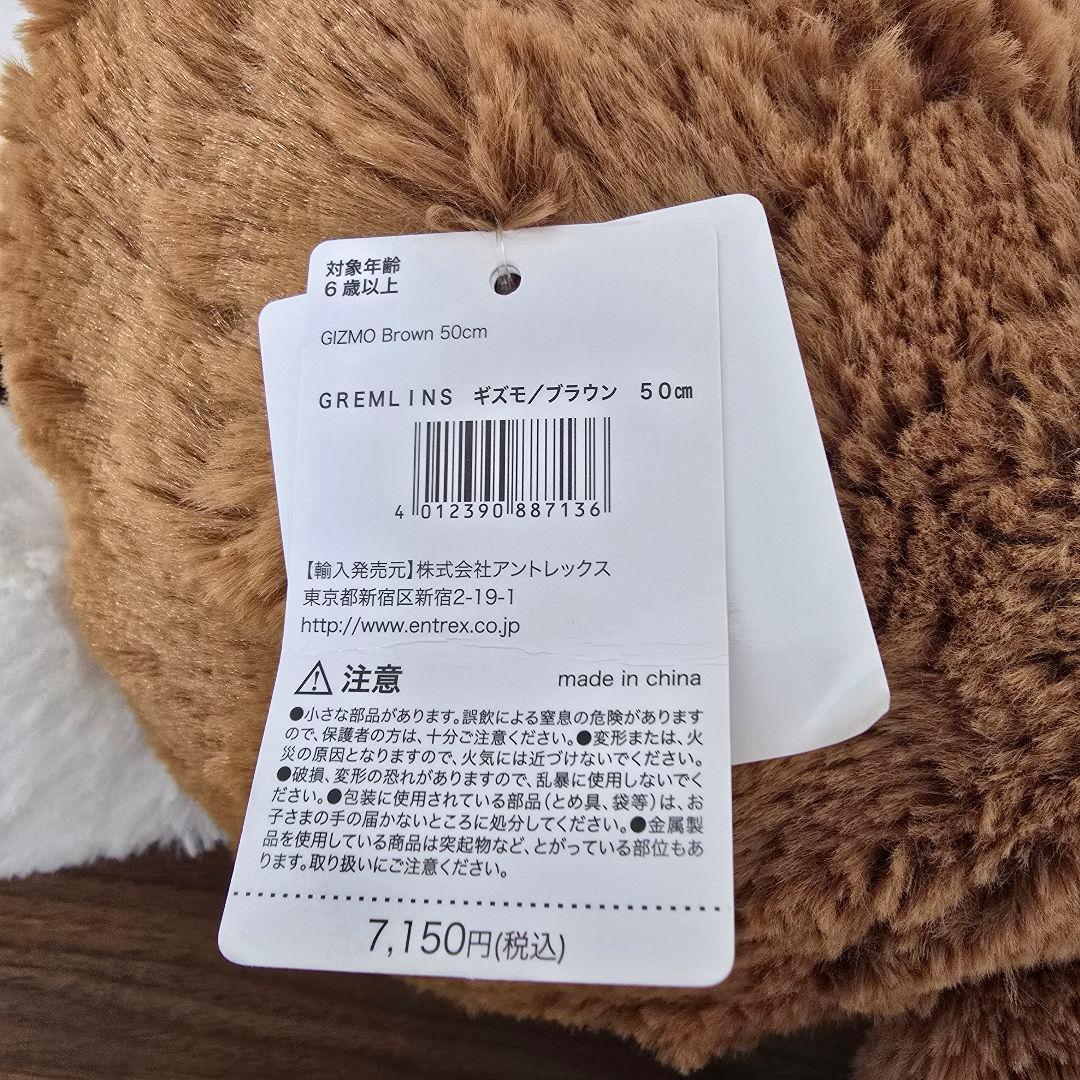 対象年齢
6歳以上
GIZMO Brown 50cm
GREMLINS ギズモ／ブラウン 50㎝
4 012390 887136
【輸入発売元】株式会社アントレックス
東京都新宿区新宿2-19-1
http://www.entrex.co.jp
注意 made in china
●小さな部品があります。誤飲による窒息の危険があります
ので、保護者の方は、十分ご注意ください。●変形または、火
災の原因となりますので、火気には近づけないでください。
●破損、変形の恐れがありますので、乱暴に使用しないでく
ださい。●包装に使用されている部品（とめ具、袋等）は、お
子さまの手の届かないところに処分してください。●金属製
品を使用している商品は突起物など、とがっている部位もあ
ります。取り扱いにご注意ください。
7,150円(税込)